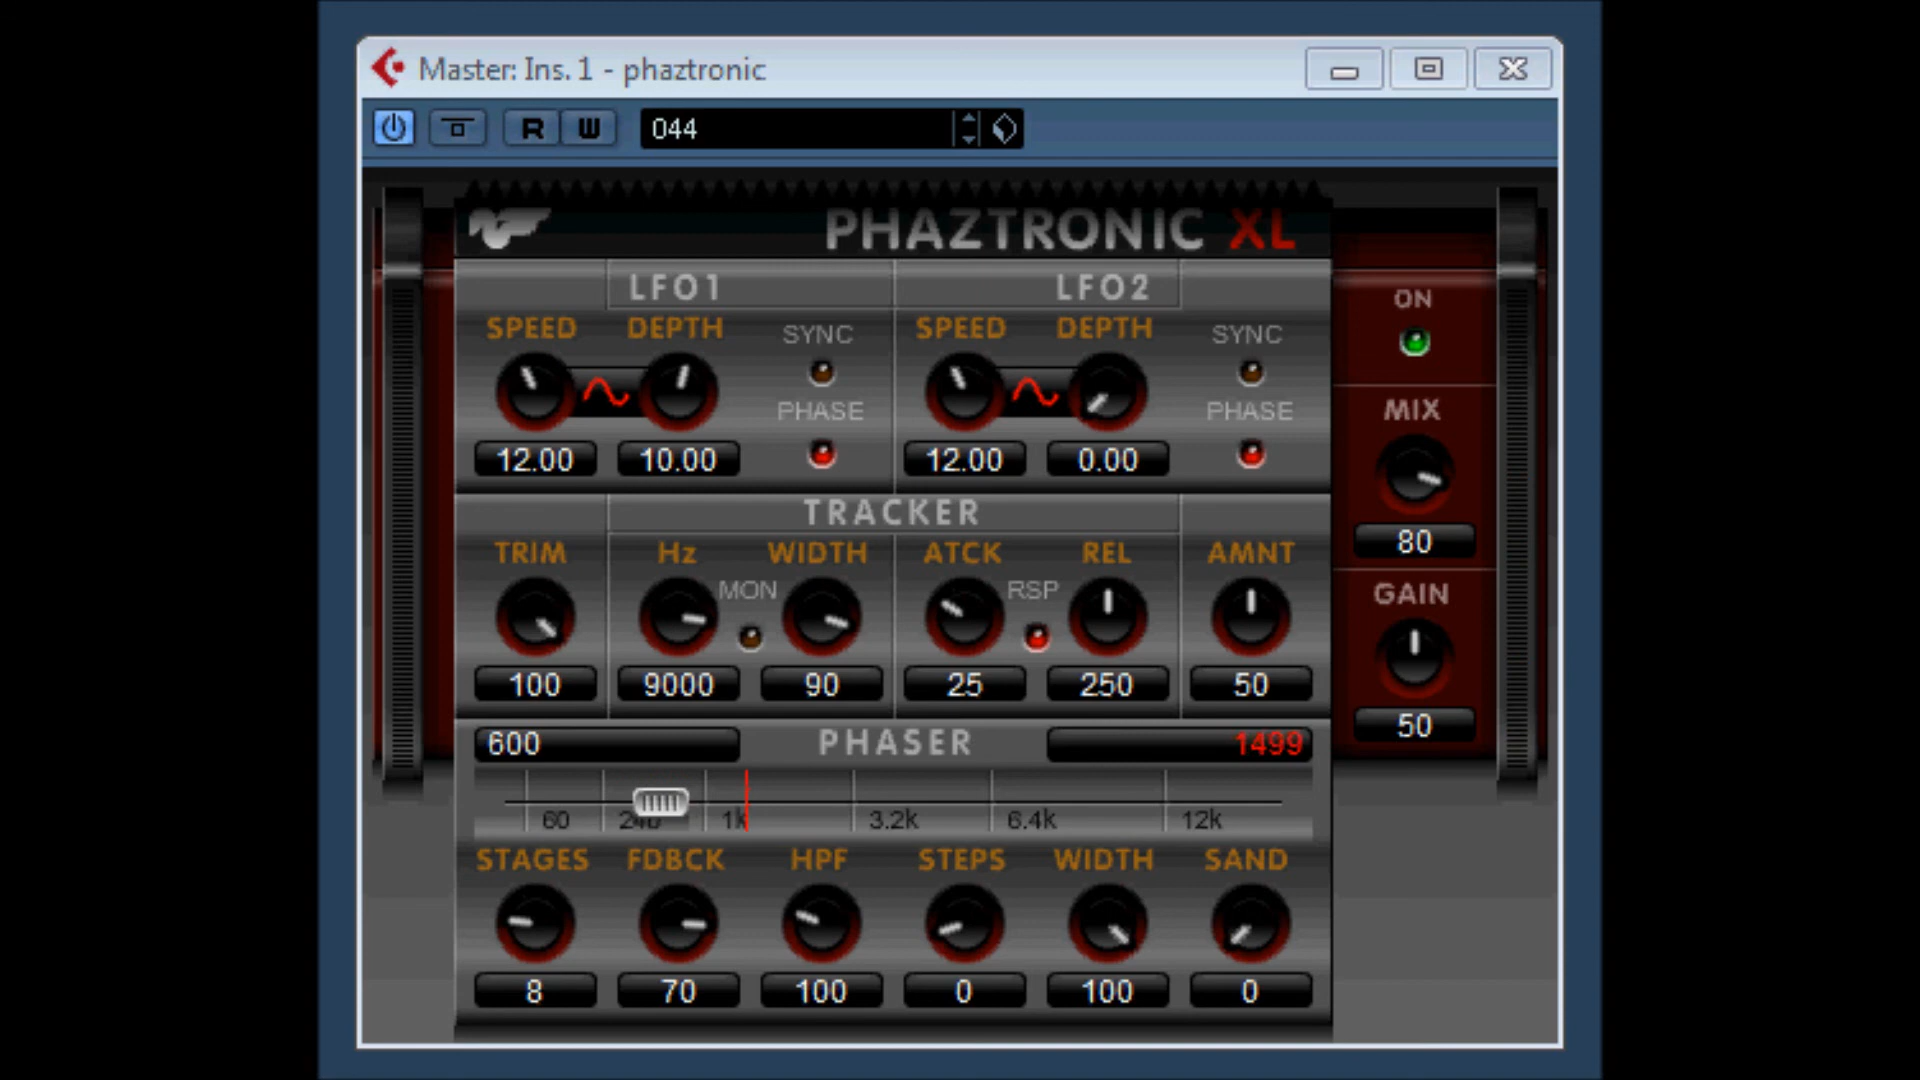 Master: Ins. 1 - phaztronic
R W 044
PHAZTRONIC XL
LFO1 LFO2
SPEED DEPTH SYNC SPEED DEPTH SYNC
PHASE PHASE
12.00 10.00 12.00 0.00
ON
MIX
80
GAIN
50
TRACKER
TRIM Hz WIDTH ATCK REL AMNT
MON RSP
100 9000 90 25 250 50
600 PHASER 1499
60 240 1k 3.2k 6.4k 12k
STAGES FDBCK HPF STEPS WIDTH SAND
8 70 100 0 100 0